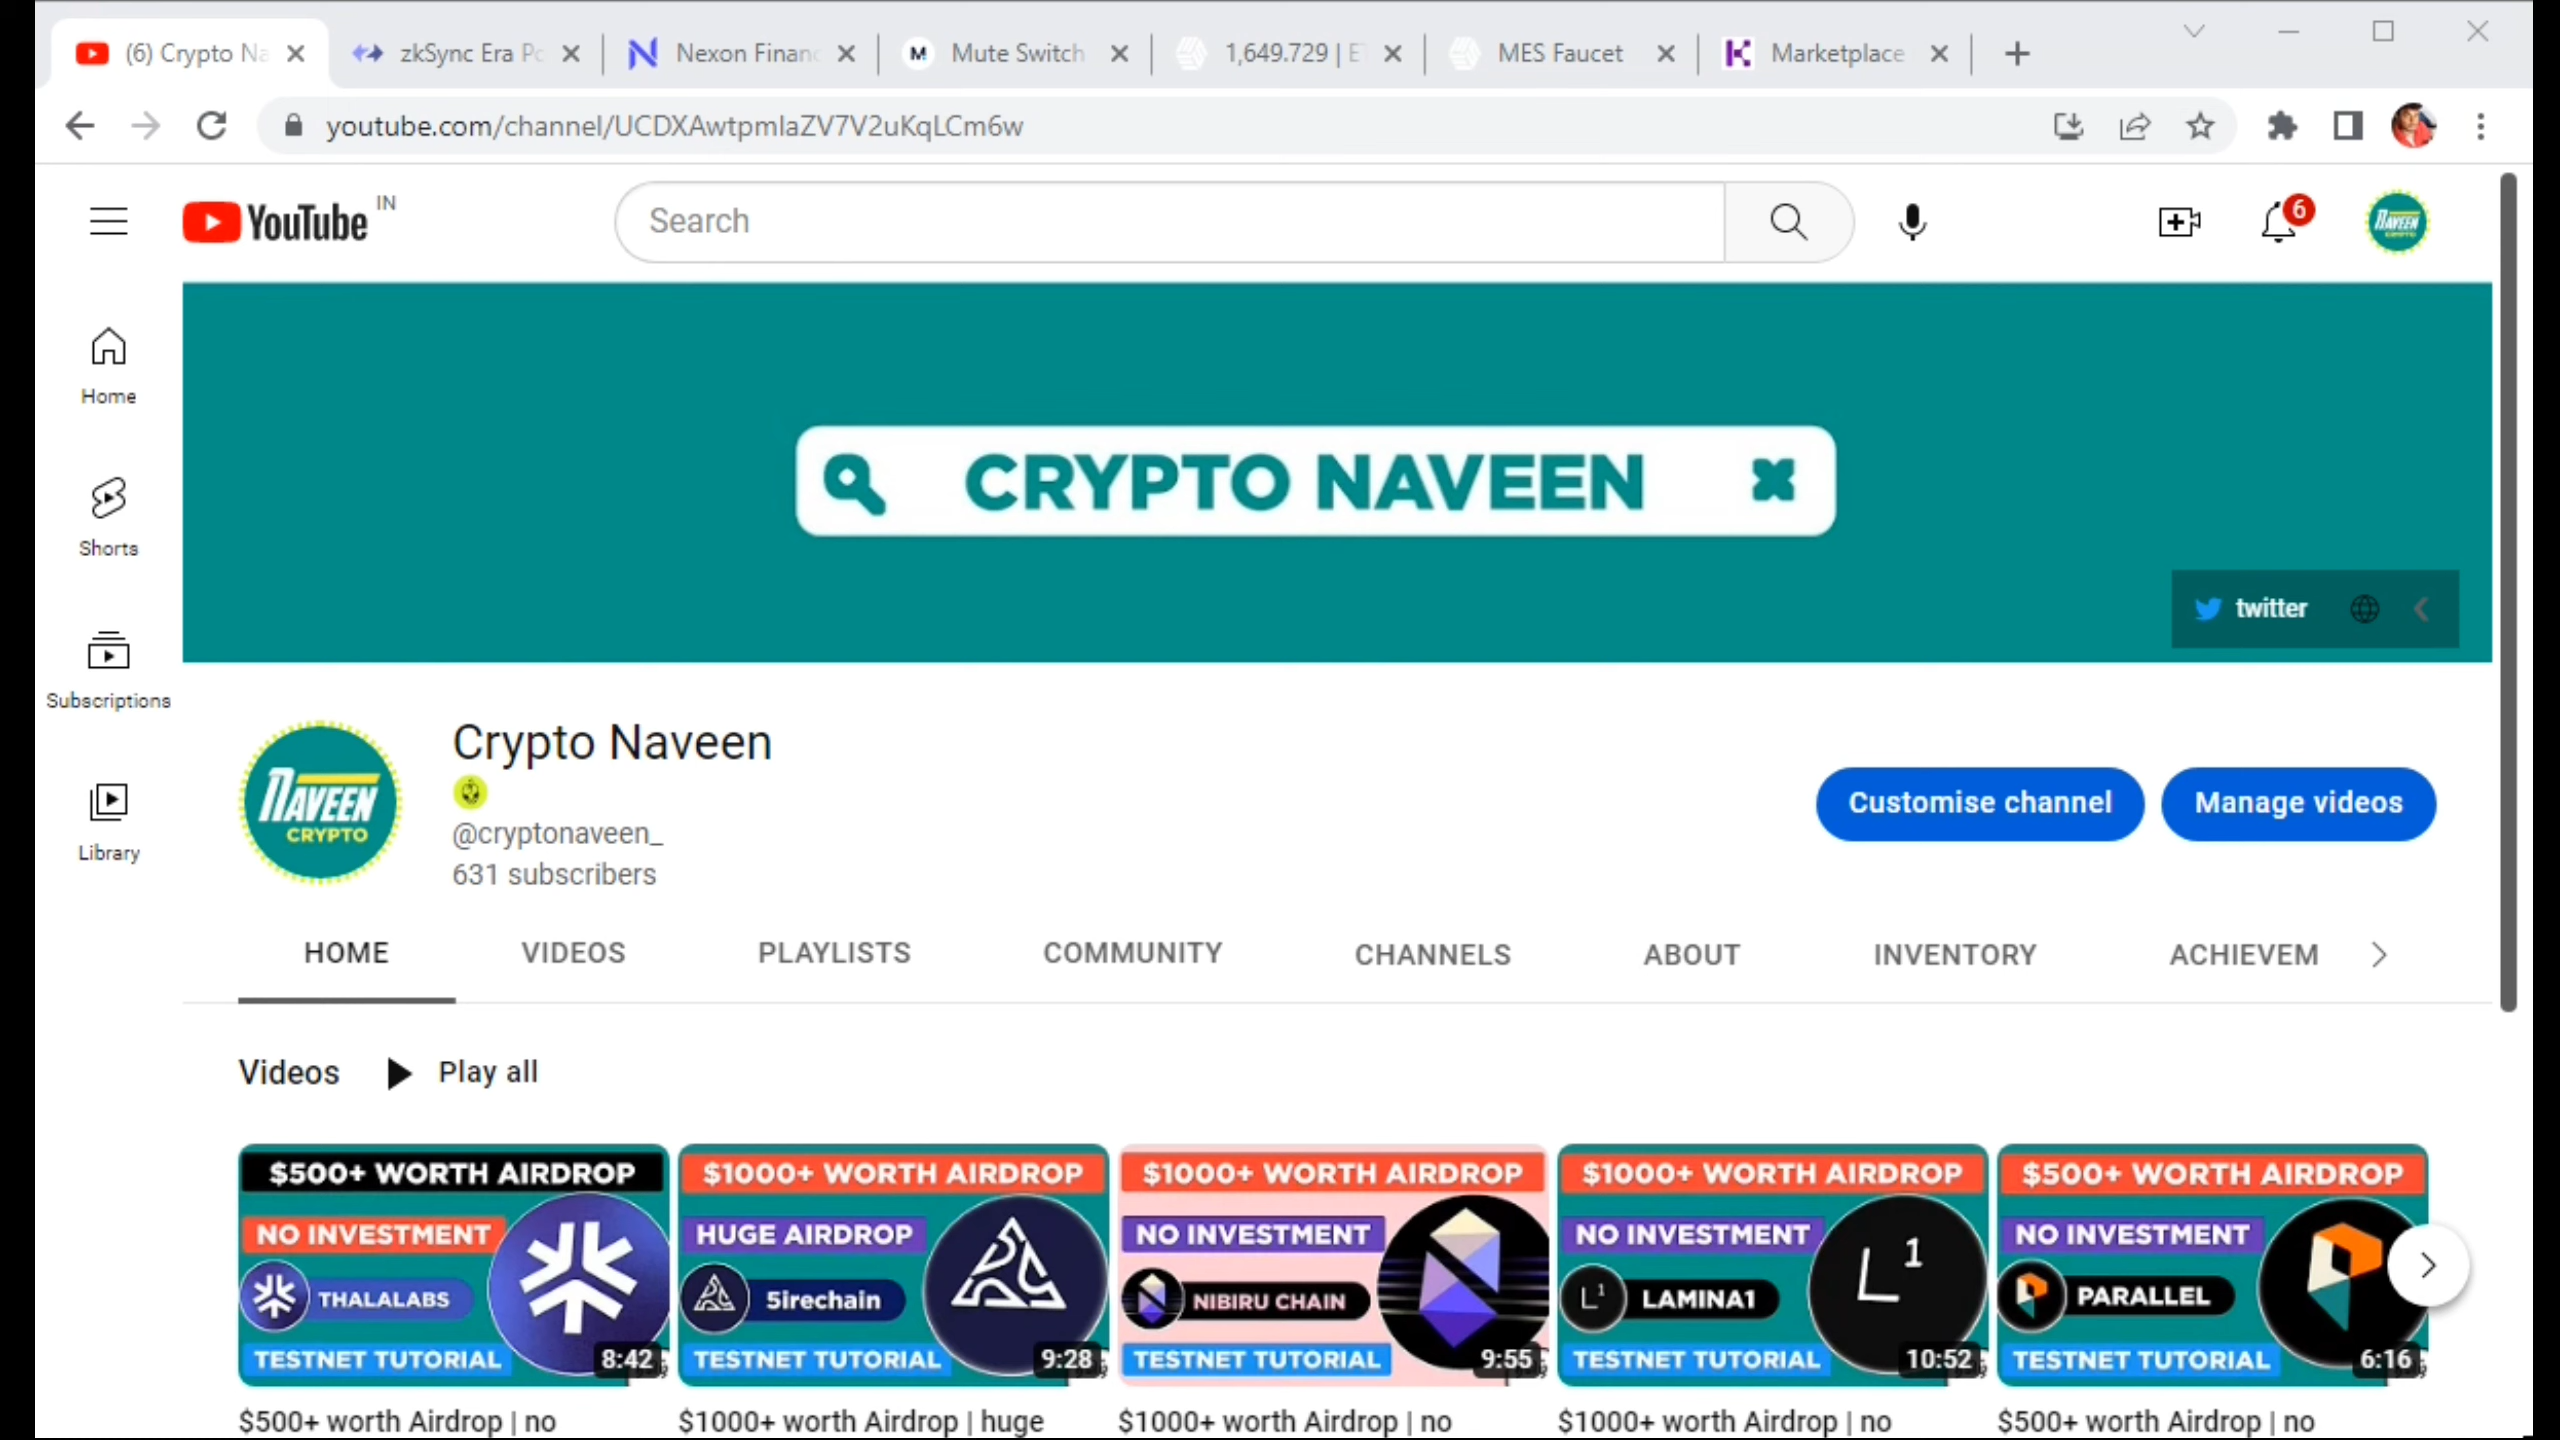 (6) Crypto Na
zkSync Era Po
Nexon Financ
Mute Switch
1,649.729 | ET
MES Faucet
Marketplace
youtube.com/channel/UCDXAwtpmlaZV7V2uKqLCm6w
YouTube
IN
Search
6
NAVEEN
CRYPTO
Home
Shorts
Subscriptions
Library
CRYPTO NAVEEN
twitter
NAVEEN
CRYPTO
Crypto Naveen
@cryptonaveen_
631 subscribers
Customise channel
Manage videos
HOME
VIDEOS
PLAYLISTS
COMMUNITY
CHANNELS
ABOUT
INVENTORY
ACHIEVEM
Videos
Play all
$500+ WORTH AIRDROP
NO INVESTMENT
THALALABS
TESTNET TUTORIAL
8:42
$500+ worth Airdrop | no
$1000+ WORTH AIRDROP
HUGE AIRDROP
5irechain
TESTNET TUTORIAL
9:28
$1000+ worth Airdrop | huge
$1000+ WORTH AIRDROP
NO INVESTMENT
NIBIRU CHAIN
TESTNET TUTORIAL
9:55
$1000+ worth Airdrop | no
$1000+ WORTH AIRDROP
NO INVESTMENT
L1
L1
LAMINA1
TESTNET TUTORIAL
10:52
$1000+ worth Airdrop | no
$500+ WORTH AIRDROP
NO INVESTMENT
PARALLEL
TESTNET TUTORIAL
6:16
$500+ worth Airdrop | no